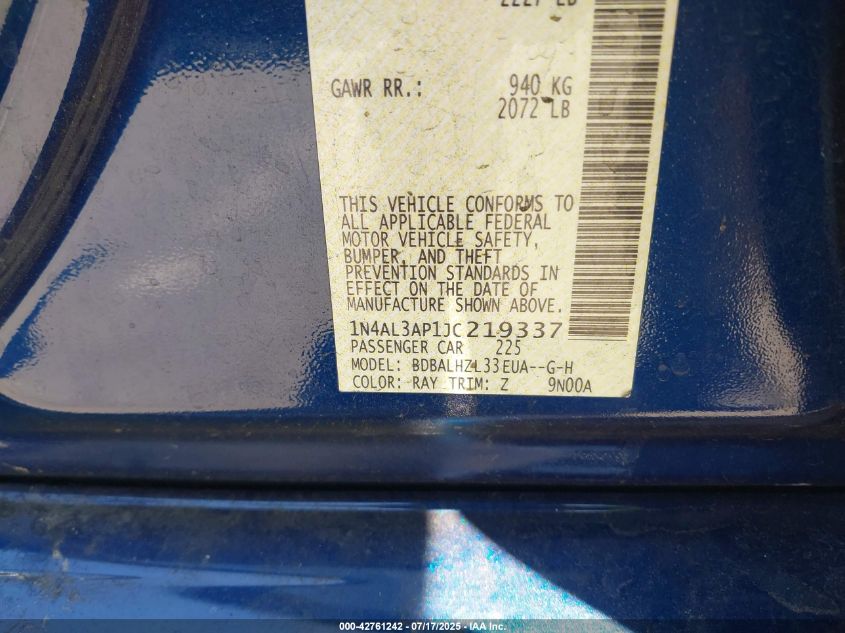 2227 LB
GAWR RR.: 940 KG
2072 LB
THIS VEHICLE CONFORMS TO
ALL APPLICABLE FEDERAL
MOTOR VEHICLE SAFETY,
BUMPER, AND THEFT
PREVENTION STANDARDS IN
EFFECT ON THE DATE OF
MANUFACTURE SHOWN ABOVE.
1N4AL3AP1JC219337
PASSENGER CAR 225
MODEL: BDBALHZL33EUA--G-H
COLOR: RAY TRIM: Z 9N00A
000-42761242 - 07/17/2025 - IAA Inc.